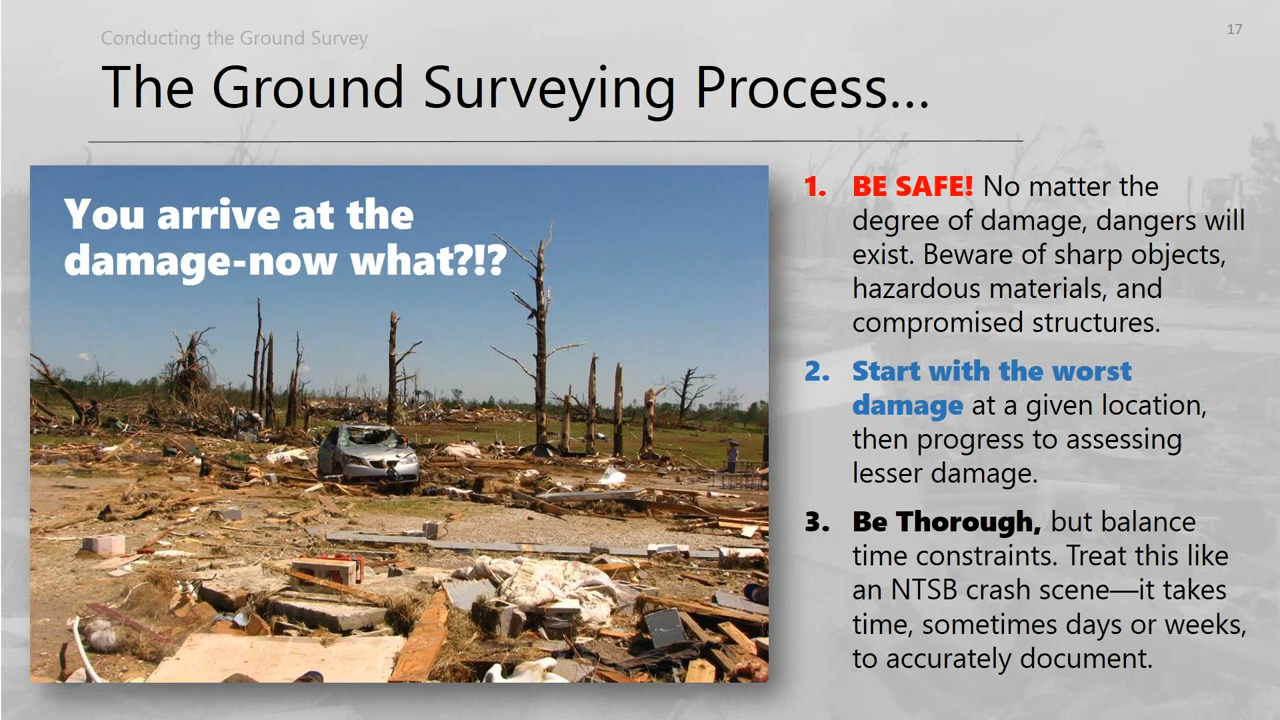 Conducting the Ground Survey
17
The Ground Surveying Process...
You arrive at the
damage-now what?!?
1. BE SAFE! No matter the
degree of damage, dangers will
exist. Beware of sharp objects,
hazardous materials, and
compromised structures.
2. Start with the worst
damage at a given location,
then progress to assessing
lesser damage.
3. Be Thorough, but balance
time constraints. Treat this like
an NTSB crash scene—it takes
time, sometimes days or weeks,
to accurately document.